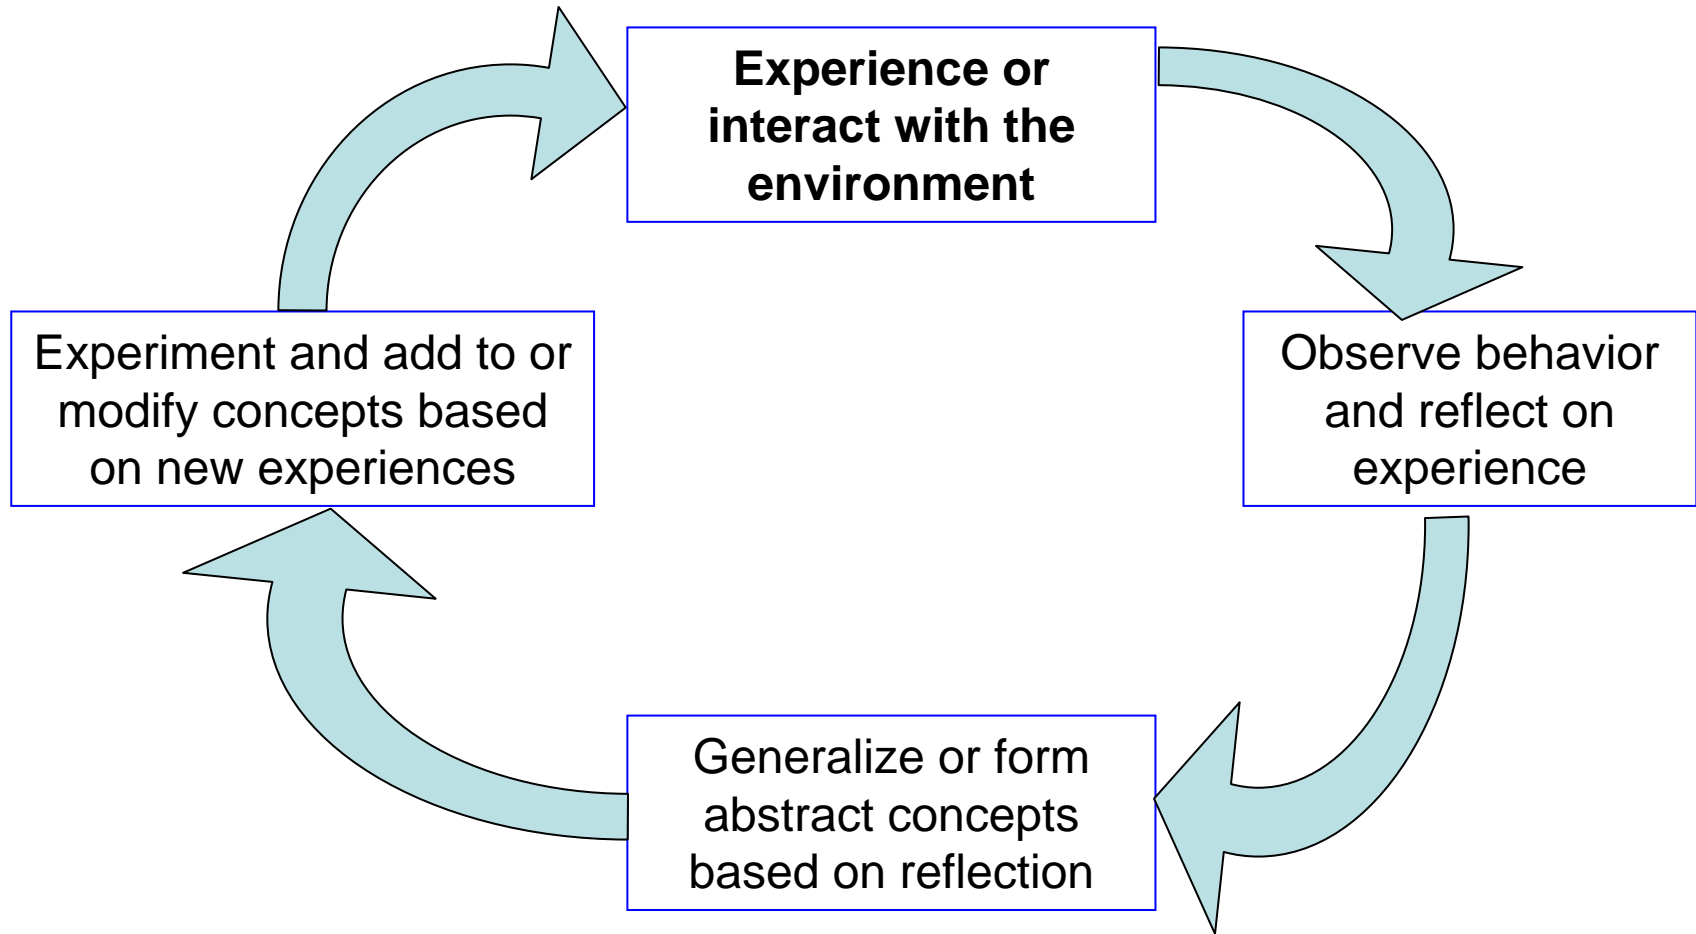 Experience or
interact with the
environment
Observe behavior
and reflect on
experience
Generalize or form
abstract concepts
based on reflection
Experiment and add to or
modify concepts based
on new experiences